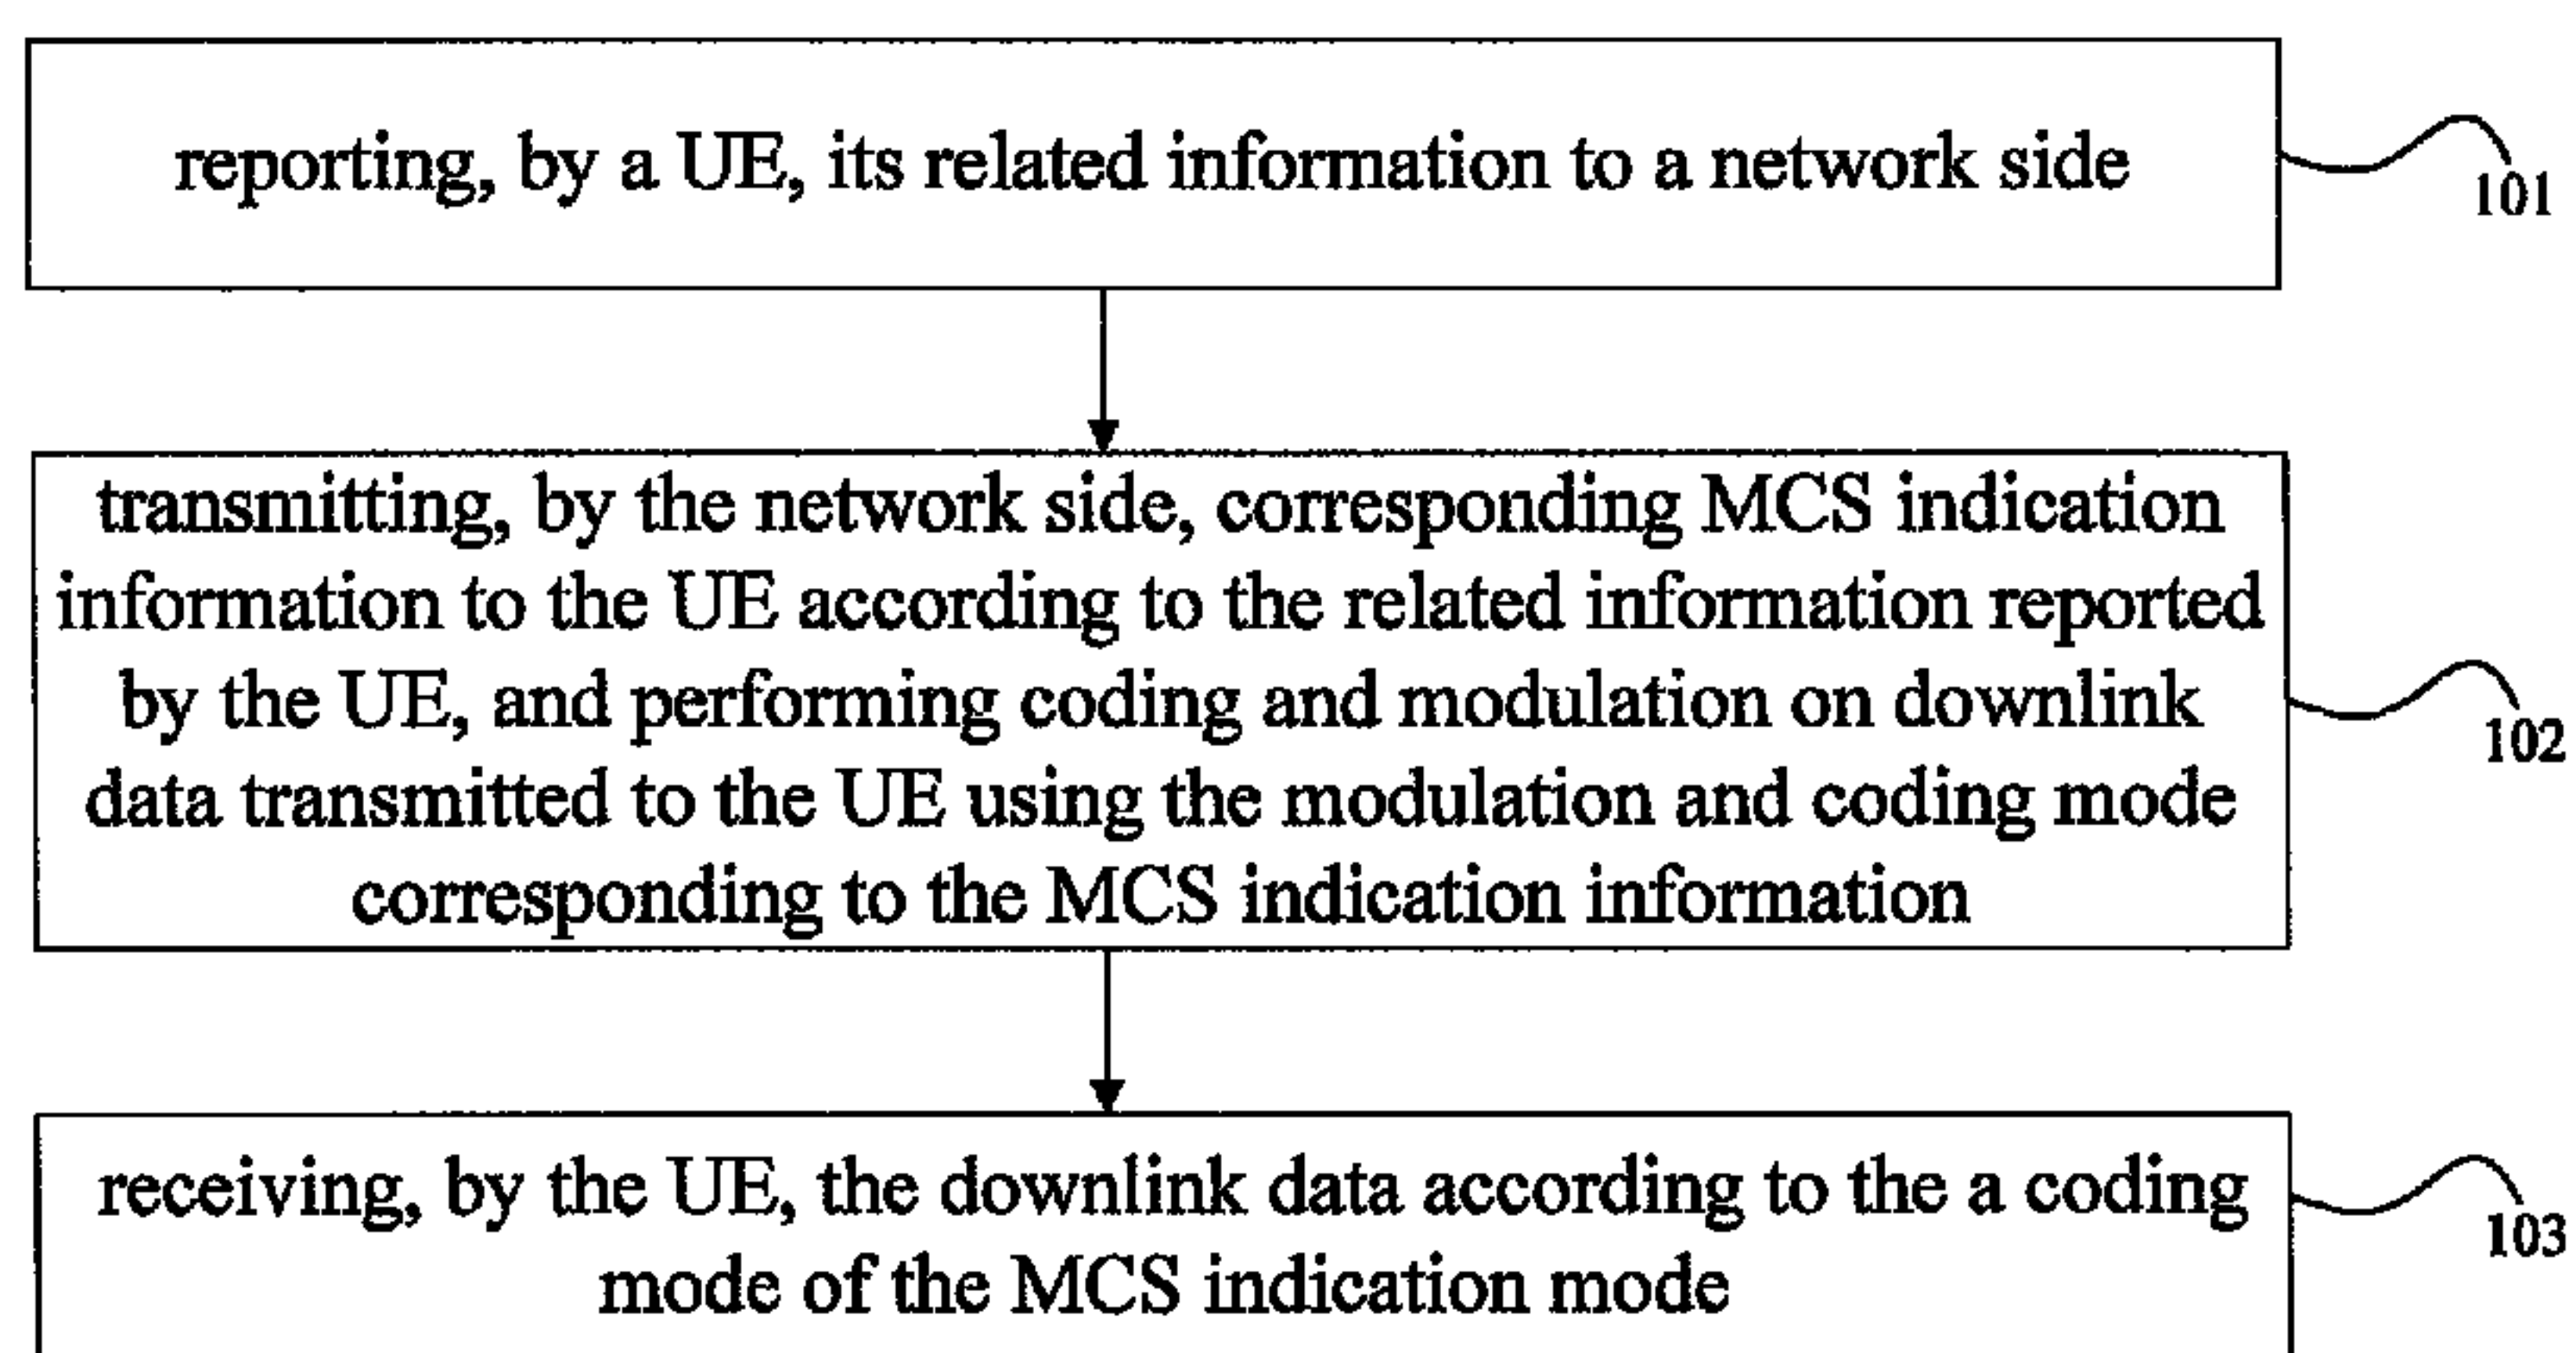 reporting, by a UE, its related information to a network side
101
transmitting, by the network side, corresponding MCS indication
information to the UE according to the related information reported
by the UE, and performing coding and modulation on downlink
data transmitted to the UE using the modulation and coding mode
corresponding to the MCS indication information
102
receiving, by the UE, the downlink data according to the a coding
mode of the MCS indication mode
103